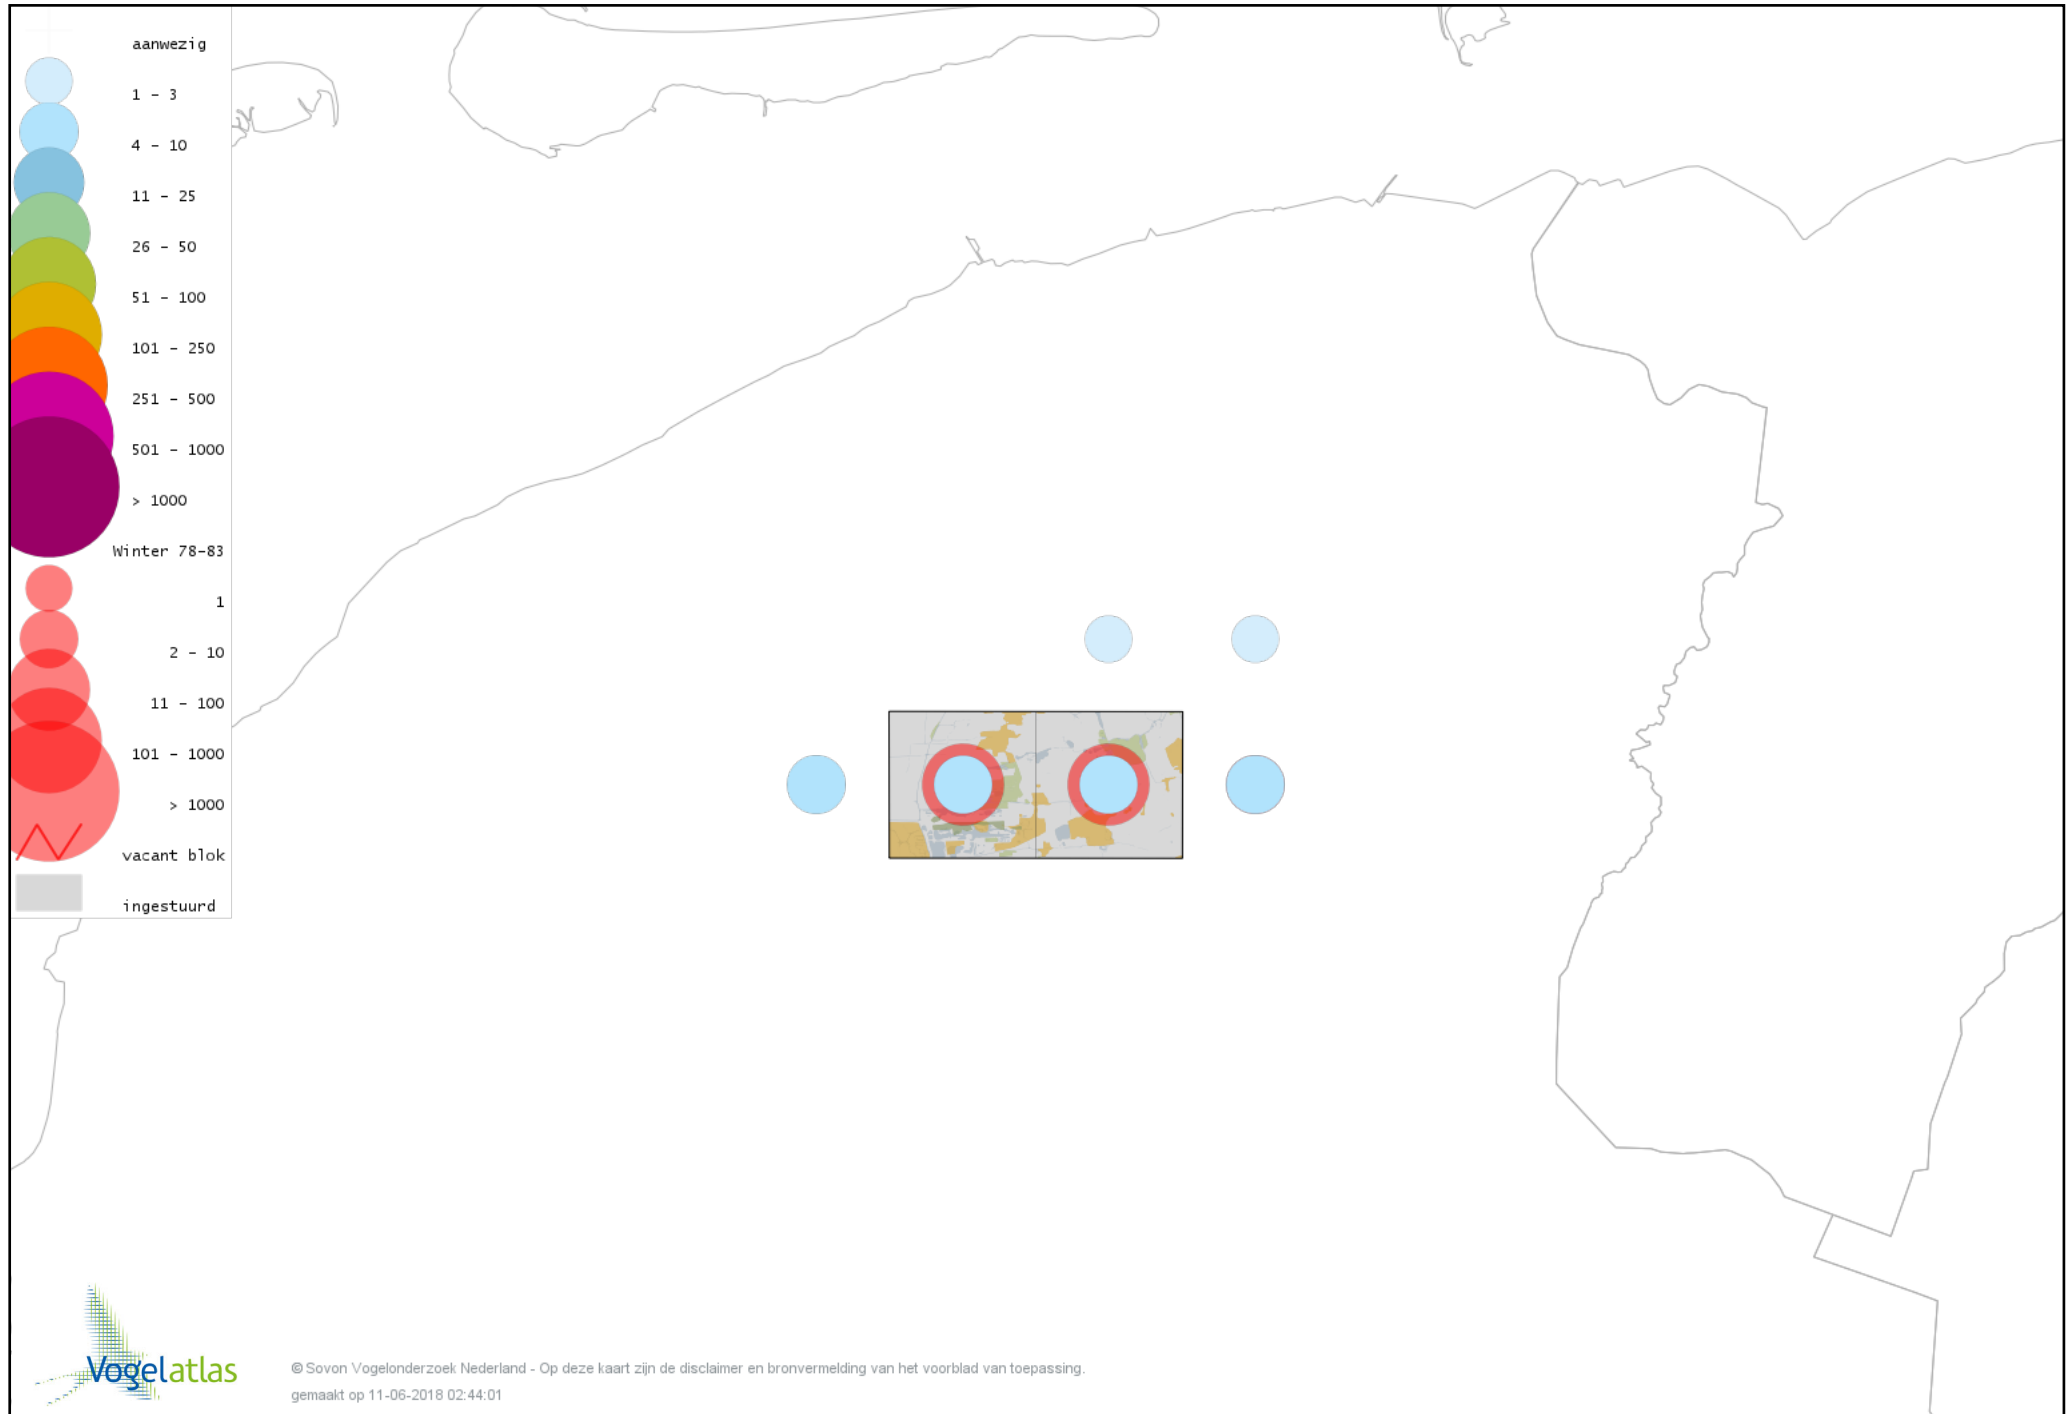 aanwezig
1 - 3
4 - 10
11 - 25
26 - 50
51 - 100
101 - 250
251 - 500
501 - 1000
> 1000
Winter 78-83
1
2 - 10
11 - 100
101 - 1000
> 1000
vacant blok
ingestuurd
Vogelatlas
© Sovon Vogelonderzoek Nederland - Op deze kaart zijn de disclaimer en bronvermelding van het voorblad van toepassing.
gemaakt op 11-06-2018 02:44:01